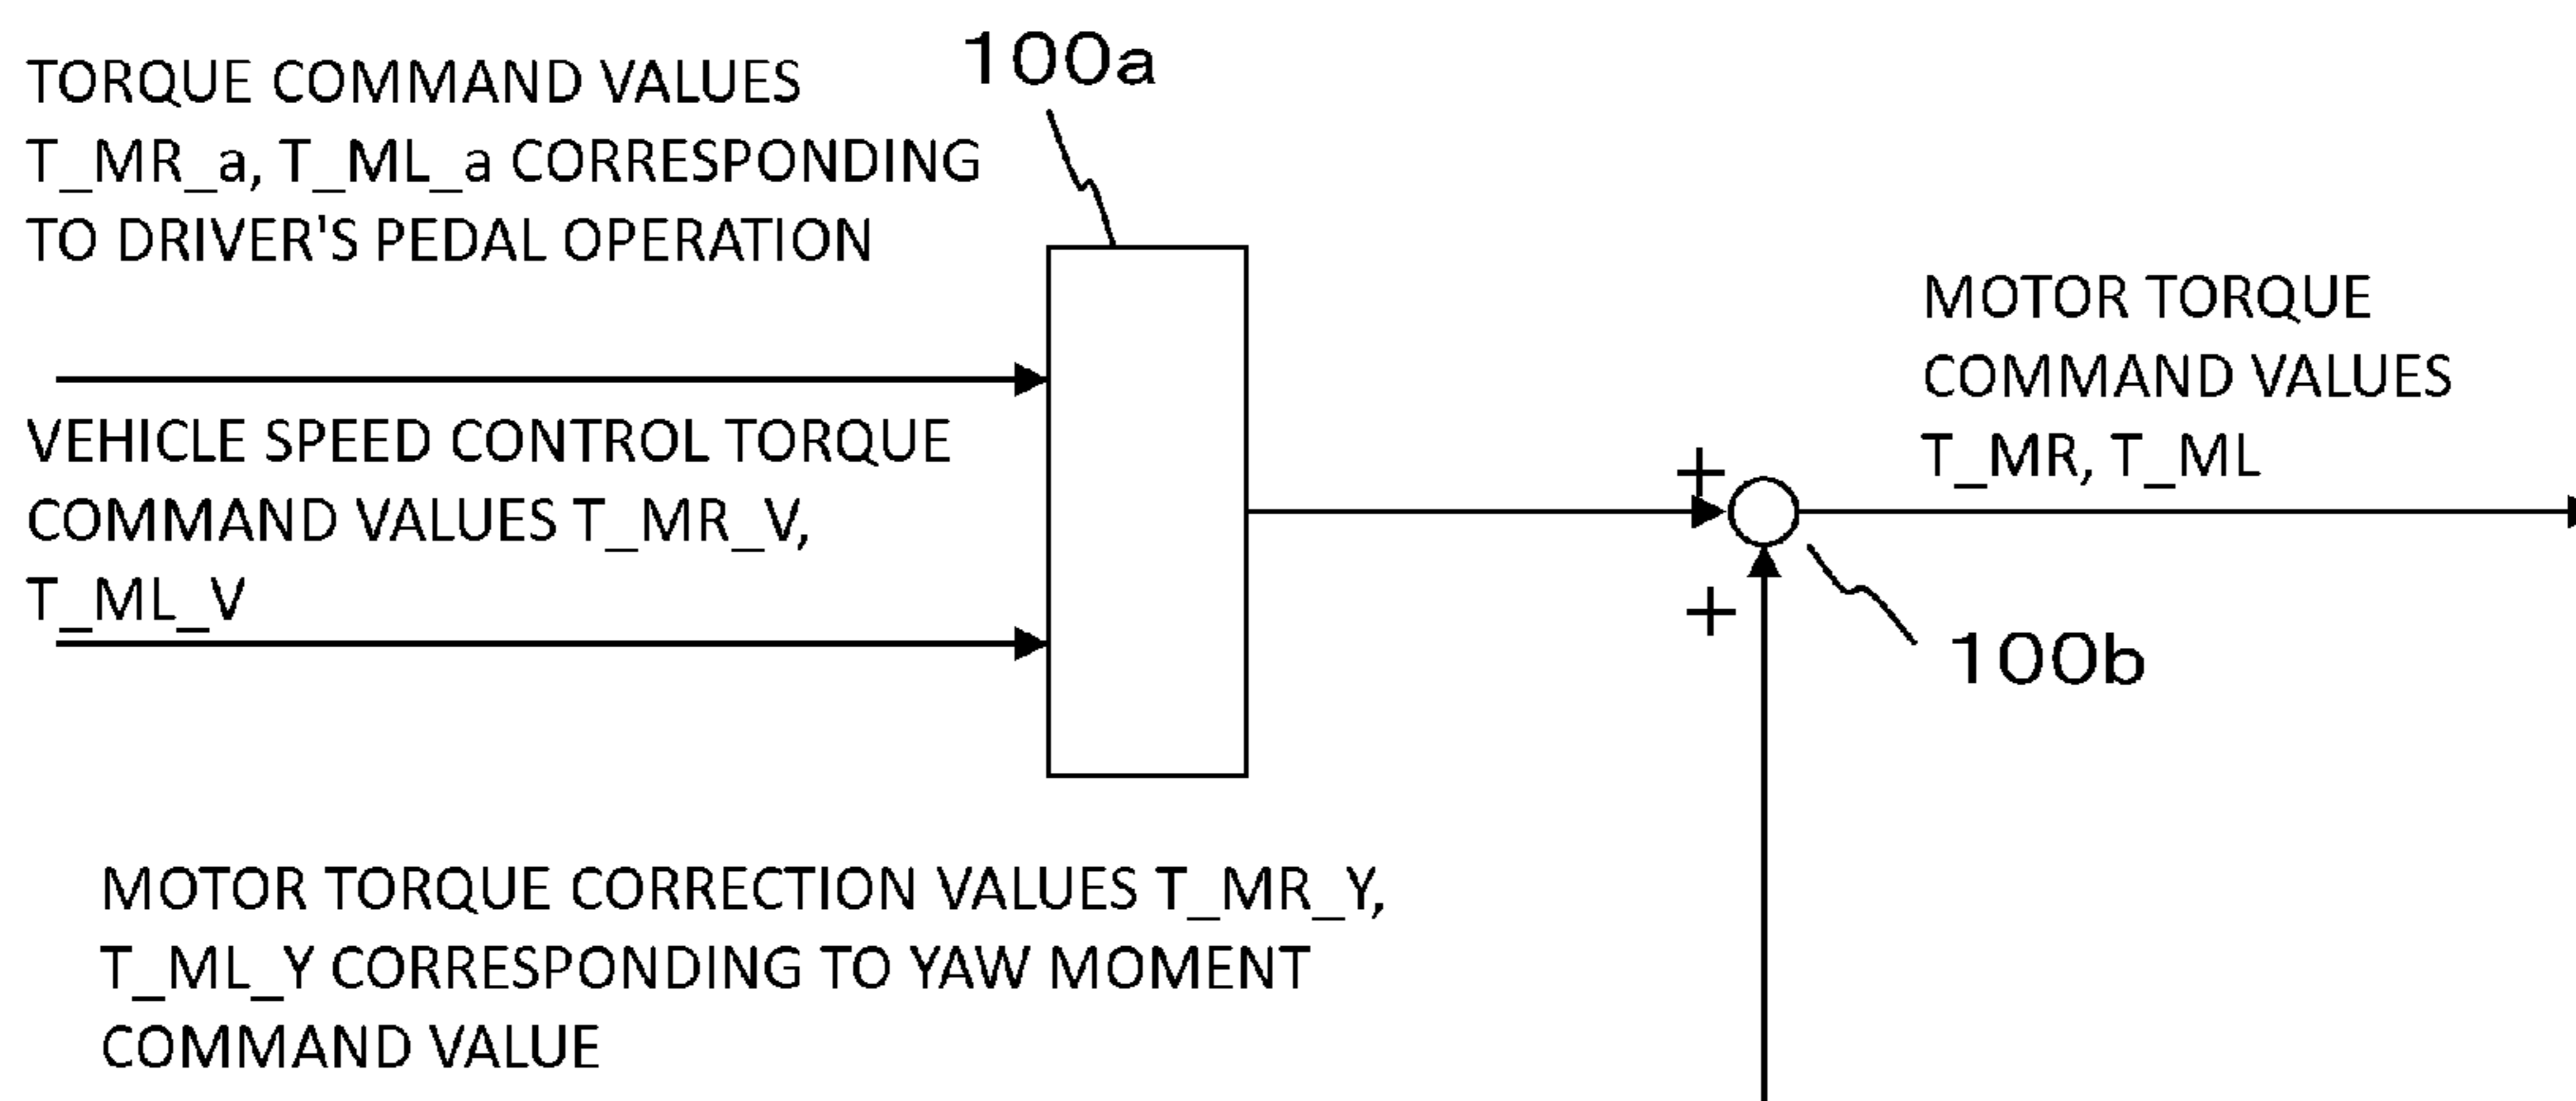 100a
TORQUE COMMAND VALUES
T_MR_a, T_ML_a CORRESPONDING
TO DRIVER'S PEDAL OPERATION
MOTOR TORQUE
COMMAND VALUES
T_MR, T_ML
VEHICLE SPEED CONTROL TORQUE
COMMAND VALUES T_MR_V,
T_ML_V
+
+
100b
MOTOR TORQUE CORRECTION VALUES T_MR_Y,
T_ML_Y CORRESPONDING TO YAW MOMENT
COMMAND VALUE